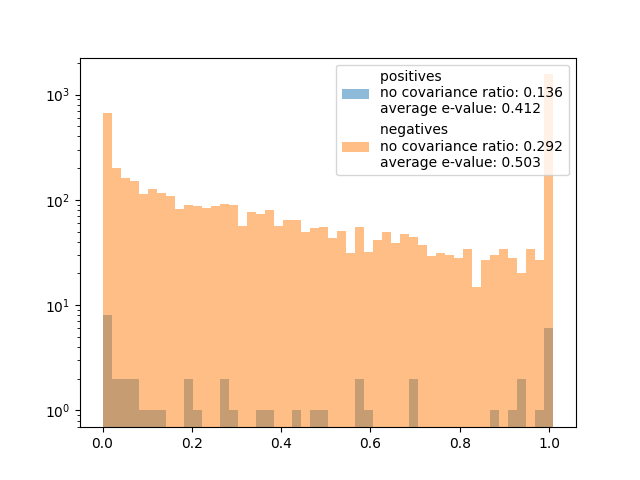 positives
no covariance ratio: 0.136
average e-value: 0.412
negatives
no covariance ratio: 0.292
average e-value: 0.503
10³
10²
10¹
10⁰
0.0 0.2 0.4 0.6 0.8 1.0